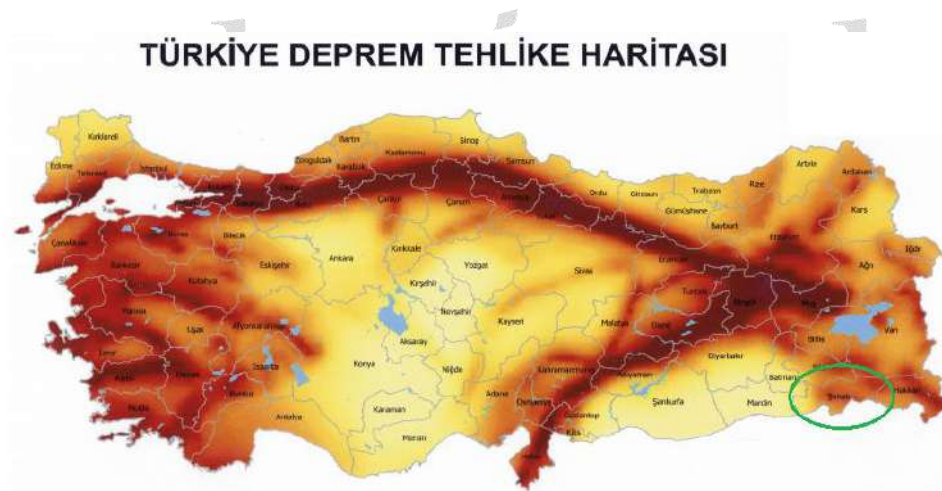 TÜRKİYE DEPREM TEHLİKE HARİTASI
Kırklareli
Edirne
Tekirdağ
İstanbul
Zonguldak
Bartın
Karabük
Kastamonu
Sinop
Samsun
Ordu
Giresun
Trabzon
Rize
Artvin
Ardahan
Kars
Gümüşhane
Bayburt
Erzurum
Iğdır
Ağrı
Çankırı
Çorum
Çanakkale
Bursa
Bilecik
Balıkesir
Kütahya
Eskişehir
Ankara
Kırıkkale
Yozgat
Sivas
Erzincan
Tunceli
Bingöl
Muş
Manisa
Uşak
Afyonkarahisar
Kırşehir
Nevşehir
Kayseri
Malatya
Elazığ
Bitlis
Van
İzmir
Aydın
Denizli
Isparta
Burdur
Konya
Aksaray
Niğde
Kahramanmaraş
Adıyaman
Diyarbakır
Batman
Şırnak
Hakkari
Muğla
Antalya
Karaman
Mersin
Adana
Osmaniye
Gaziantep
Kilis
Şanlıurfa
Mardin